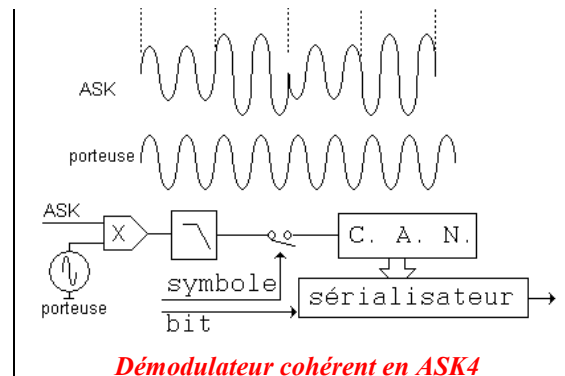 ASK
porteuse
ASK
X
porteuse
C. A. N.
symbole
bit
sérialisateur
Démodulateur cohérent en ASK4